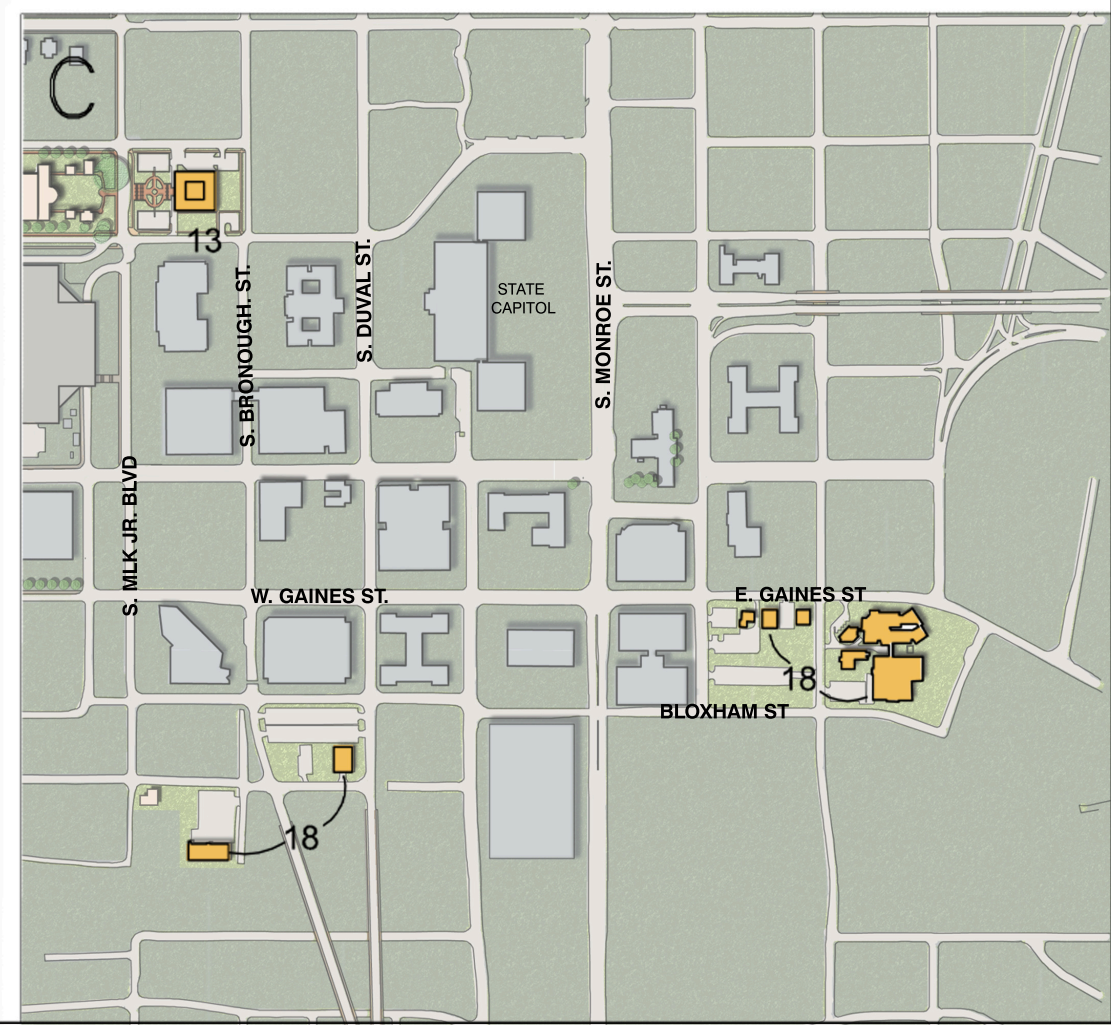 C
13
S. BRONOUGH. ST.
S. DUVAL ST.
STATE
CAPITOL
S. MONROE ST.
S. MLK JR. BLVD
W. GAINES ST.
E. GAINES ST
18
BLOXHAM ST
18